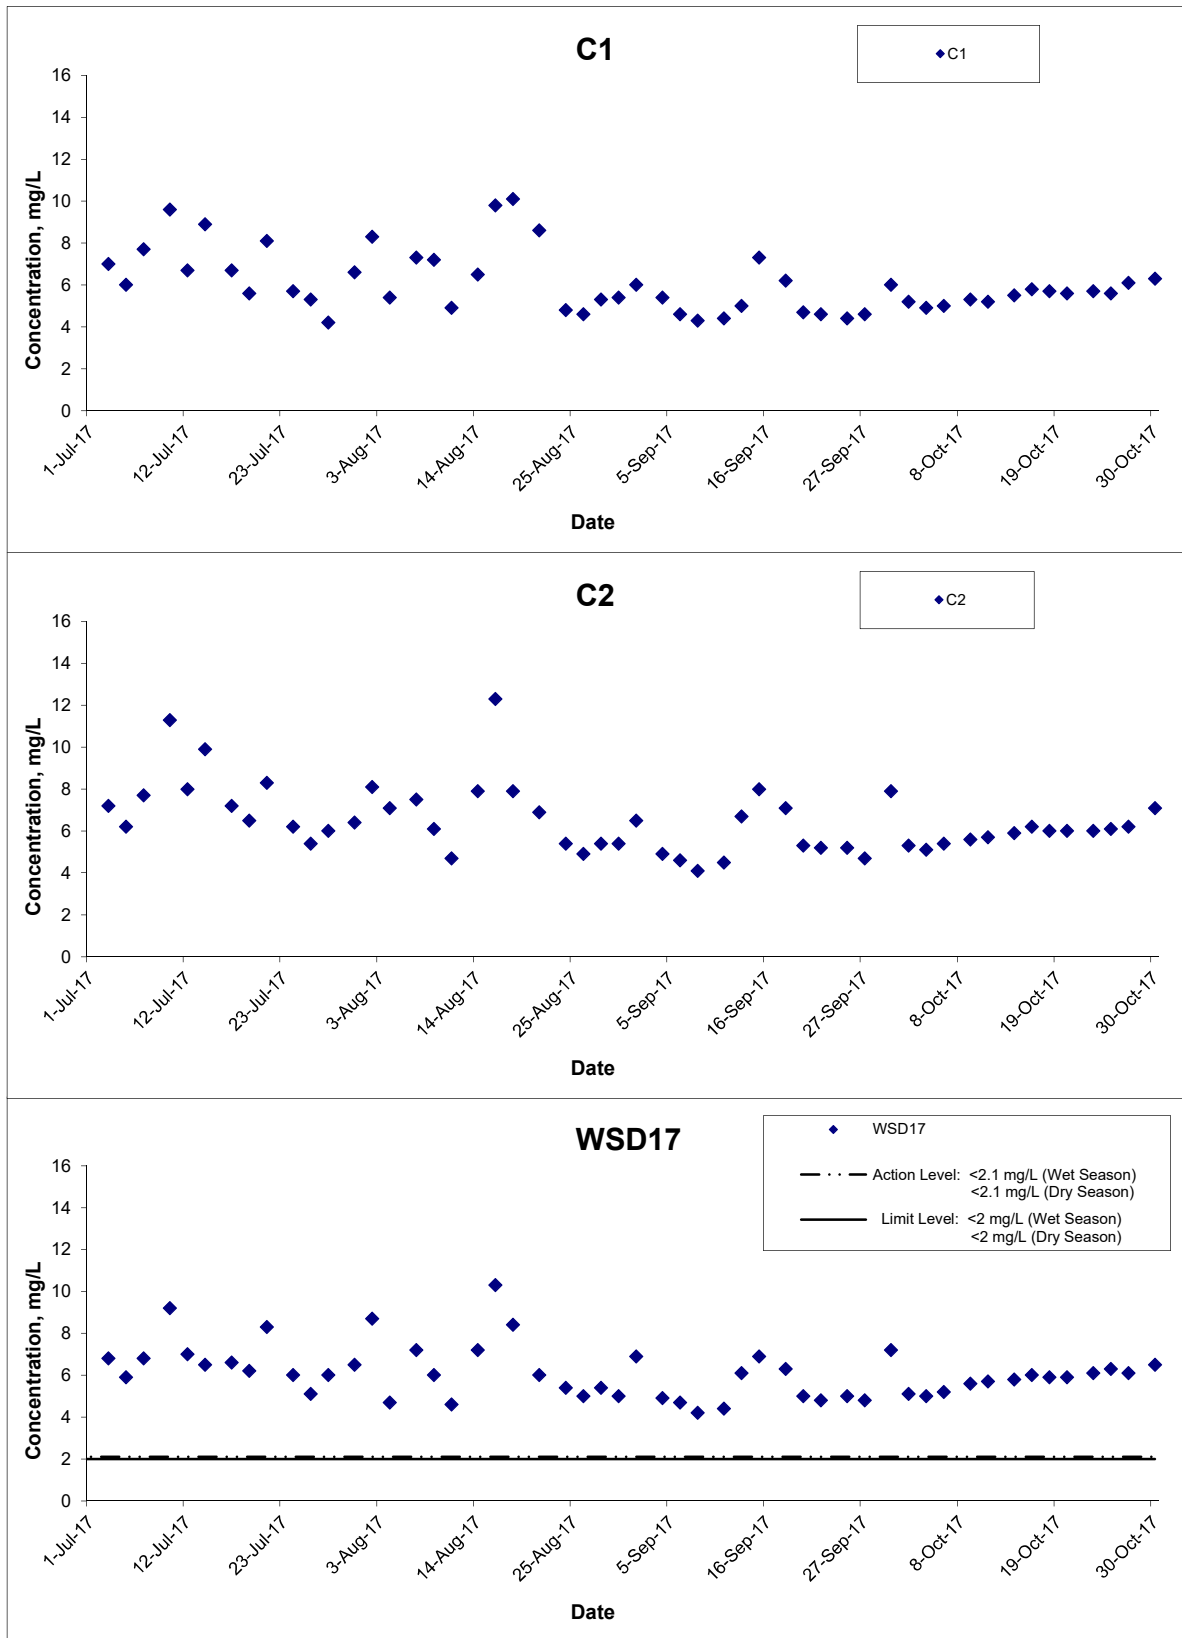 C1
C1
Concentration, mg/L
16
14
12
10
8
6
4
2
0
1-Jul-17
12-Jul-17
23-Jul-17
3-Aug-17
14-Aug-17
25-Aug-17
5-Sep-17
16-Sep-17
27-Sep-17
8-Oct-17
19-Oct-17
30-Oct-17
Date
C2
C2
Concentration, mg/L
16
14
12
10
8
6
4
2
0
1-Jul-17
12-Jul-17
23-Jul-17
3-Aug-17
14-Aug-17
25-Aug-17
5-Sep-17
16-Sep-17
27-Sep-17
8-Oct-17
19-Oct-17
30-Oct-17
Date
WSD17
WSD17
Action Level: <2.1 mg/L (Wet Season)
<2.1 mg/L (Dry Season)
Limit Level: <2 mg/L (Wet Season)
<2 mg/L (Dry Season)
Concentration, mg/L
16
14
12
10
8
6
4
2
0
1-Jul-17
12-Jul-17
23-Jul-17
3-Aug-17
14-Aug-17
25-Aug-17
5-Sep-17
16-Sep-17
27-Sep-17
8-Oct-17
19-Oct-17
30-Oct-17
Date